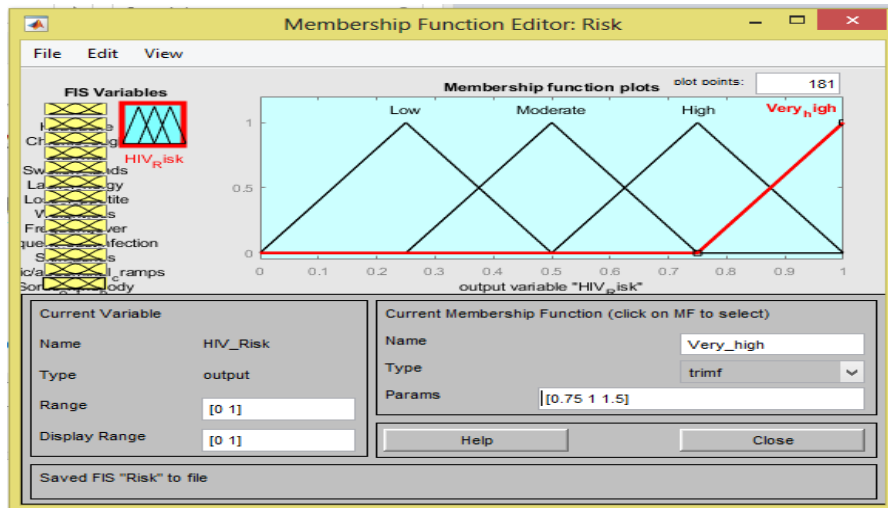 Membership Function Editor: Risk
File Edit View
FIS Variables
HIV_Risk
Membership function plots
plot points: 181
Low Moderate High Very_high
1
0.5
0
0 0.1 0.2 0.3 0.4 0.5 0.6 0.7 0.8 0.9 1
output variable "HIV_Risk"
Current Variable
Name HIV_Risk
Type output
Range [0 1]
Display Range [0 1]
Current Membership Function (click on MF to select)
Name Very_high
Type trimf
Params [0.75 1 1.5]
Help Close
Saved FIS "Risk" to file